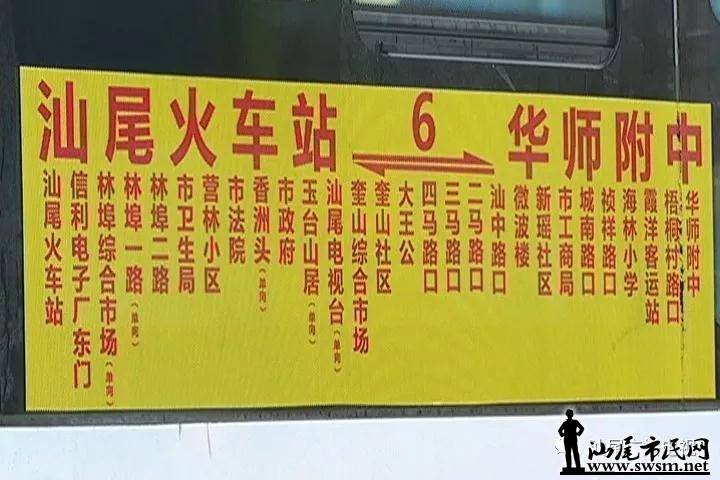 汕尾火车站 6 华师附中
汕尾火车站
信利电子厂东门
林埠综合市场（单向）
林埠一路（单向）
林埠二路
市卫生局
营林小区
市法院
香洲头（单向）
市政府
玉台山居（单向）
汕尾电视台（单向）
奎山综合市场
奎山社区
大王公
四马路口
三马路口
二马路口
汕中路口
微波楼
新瑶社区
市工商局
城南路口
桢祥路口
海林小学
霞洋客运站
梧桐村路口
华师附中
汕尾市民网
www.swsm.net